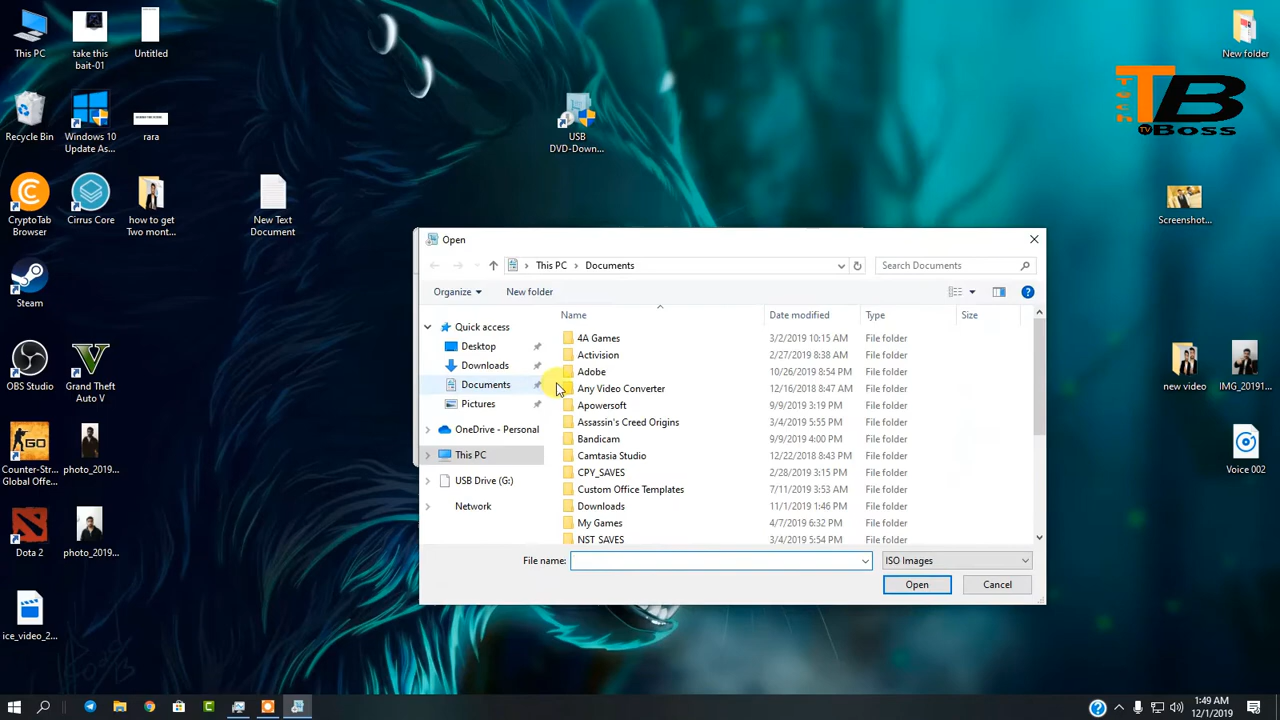 This PC
take this
bait-01
Untitled
New folder
Tech
TB
TV
Boss
Recycle Bin
Windows 10
Update As...
rara
USB
DVD-Down...
CryptoTab
Browser
Cirrus Core
how to get
Two mont...
New Text
Document
Screenshot...
Steam
OBS Studio
Grand Theft
Auto V
new video
IMG_20191...
Counter-Str...
Global Offe...
photo_2019...
Voice 002
Dota 2
photo_2019...
ice_video_2...
Open
This PC
Documents
Search Documents
Organize
New folder
Name
Date modified
Type
Size
Quick access
Desktop
Downloads
Documents
Pictures
OneDrive - Personal
This PC
USB Drive (G:)
Network
4A Games 3/2/2019 10:15 AM File folder
Activision 2/27/2019 8:38 AM File folder
Adobe 10/26/2019 8:54 PM File folder
Any Video Converter 12/16/2018 8:47 AM File folder
Apowersoft 9/9/2019 3:19 PM File folder
Assassin's Creed Origins 3/4/2019 5:55 PM File folder
Bandicam 9/9/2019 4:00 PM File folder
Camtasia Studio 12/22/2018 8:43 PM File folder
CPY_SAVES 2/28/2019 3:15 PM File folder
Custom Office Templates 7/11/2019 3:53 AM File folder
Downloads 11/1/2019 1:46 PM File folder
My Games 4/7/2019 6:32 PM File folder
NST_SAVES 3/4/2019 5:54 PM File folder
File name:
ISO Images
Open
Cancel
1:49 AM
12/1/2019